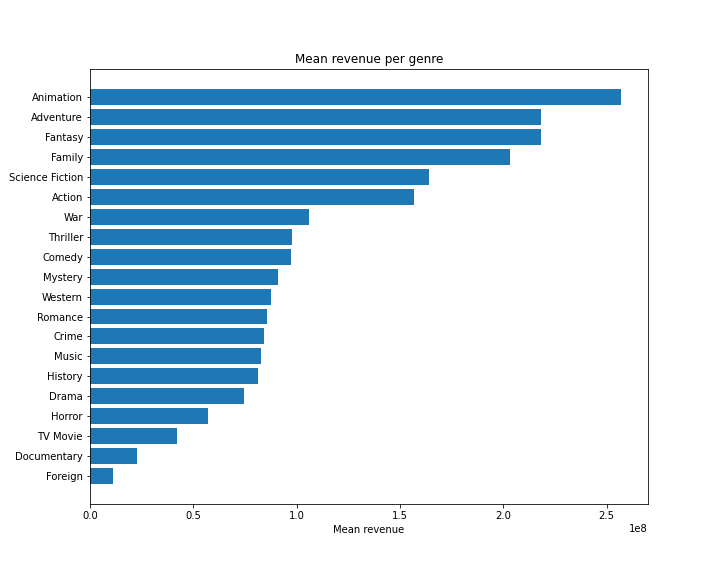 Mean revenue per genre
Animation
Adventure
Fantasy
Family
Science Fiction
Action
War
Thriller
Comedy
Mystery
Western
Romance
Crime
Music
History
Drama
Horror
TV Movie
Documentary
Foreign
0.0 0.5 1.0 1.5 2.0 2.5
1e8
Mean revenue